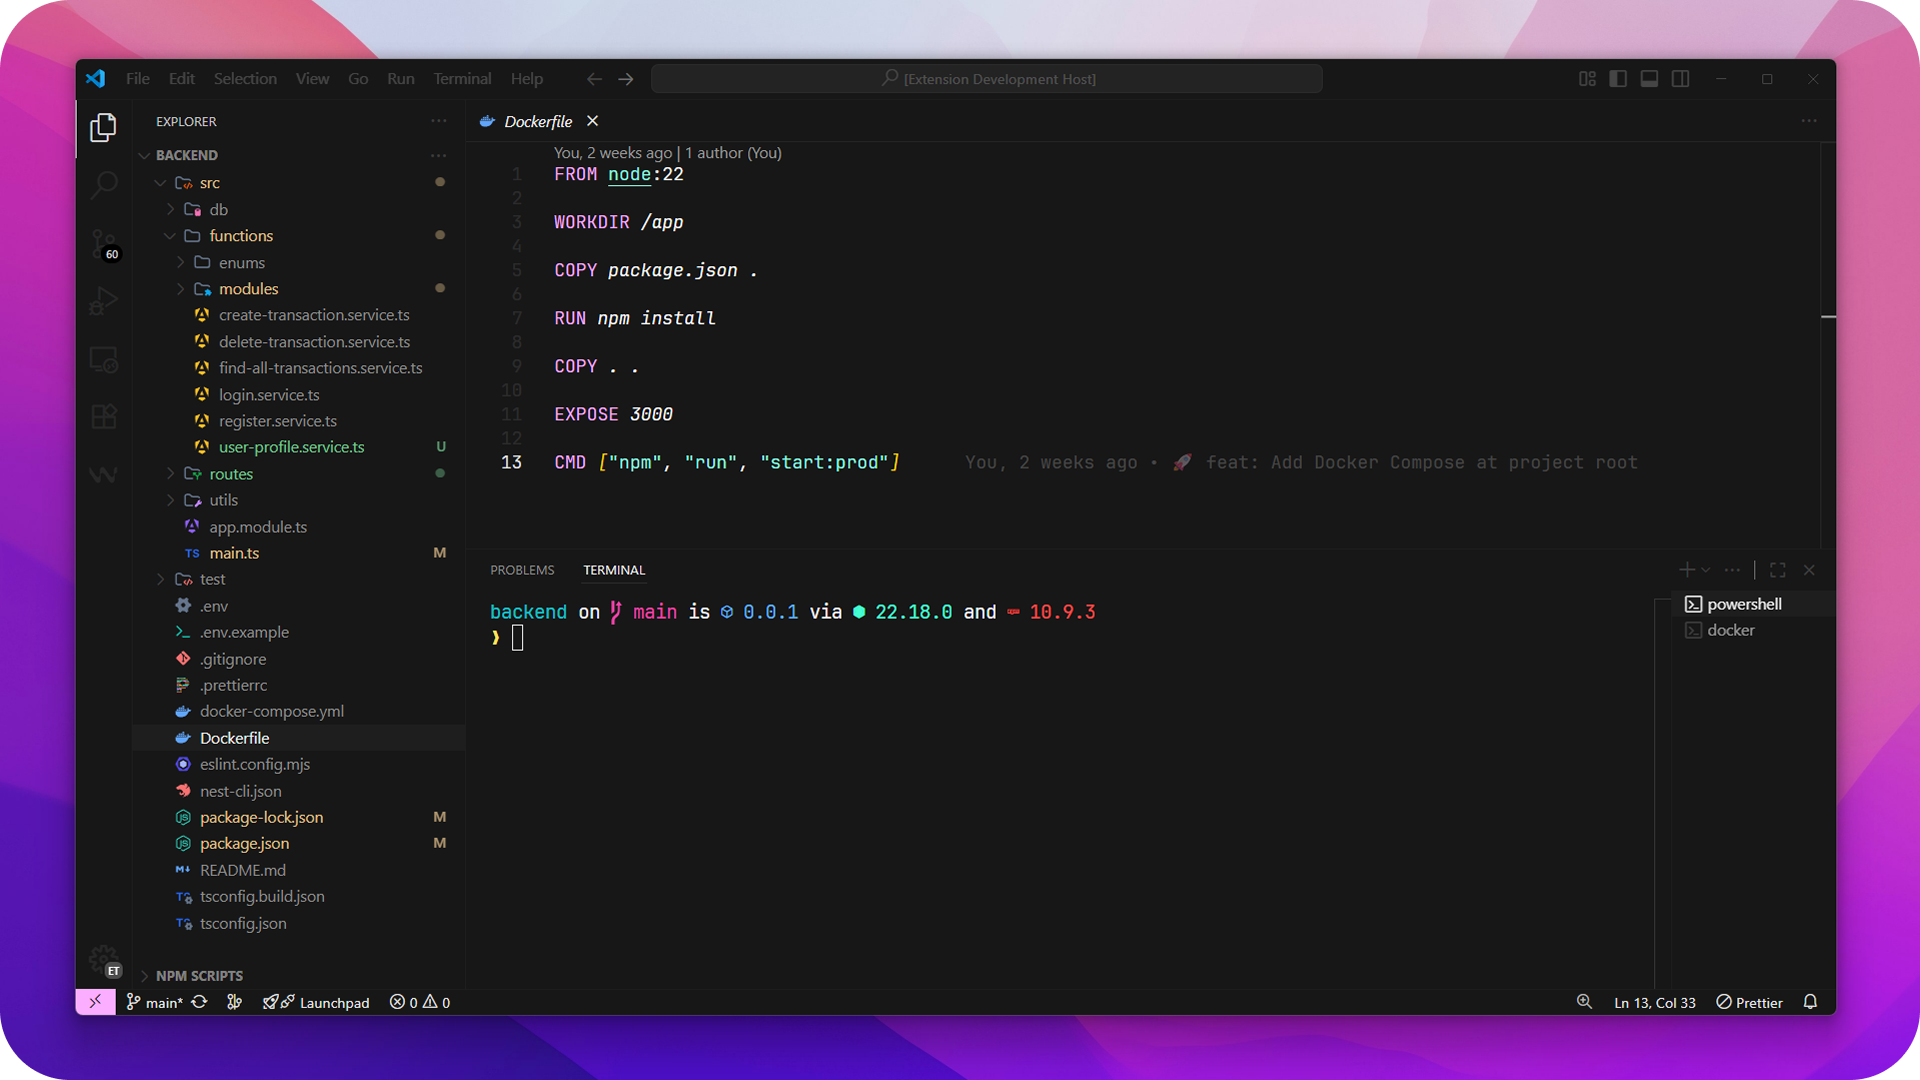 File Edit Selection View Go Run Terminal Help
[Extension Development Host]
EXPLORER
BACKEND
src
db
functions
enums
modules
create-transaction.service.ts
delete-transaction.service.ts
find-all-transactions.service.ts
login.service.ts
register.service.ts
user-profile.service.ts U
routes
utils
app.module.ts
TS main.ts M
test
.env
.env.example
.gitignore
.prettierrc
docker-compose.yml
Dockerfile
eslint.config.mjs
nest-cli.json
package-lock.json M
package.json M
README.md
tsconfig.build.json
tsconfig.json
NPM SCRIPTS
60
ET
Dockerfile
You, 2 weeks ago | 1 author (You)
1 FROM node:22
2
3 WORKDIR /app
4
5 COPY package.json .
6
7 RUN npm install
8
9 COPY . .
10
11 EXPOSE 3000
12
13 CMD ["npm", "run", "start:prod"] You, 2 weeks ago • 🚀 feat: Add Docker Compose at project root
PROBLEMS TERMINAL
backend on main is 0.0.1 via 22.18.0 and 10.9.3
❯
powershell
docker
main* Launchpad 0 0 Ln 13, Col 33 Prettier